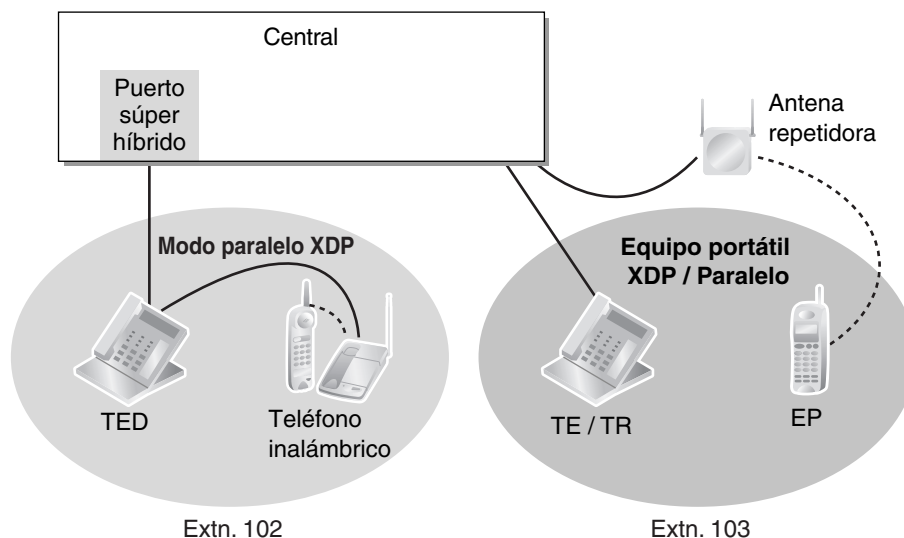 Central
Puerto
súper
híbrido
Antena
repetidora
Modo paralelo XDP
Equipo portátil
XDP / Paralelo
TED
Teléfono
inalámbrico
TE / TR
EP
Extn. 102
Extn. 103